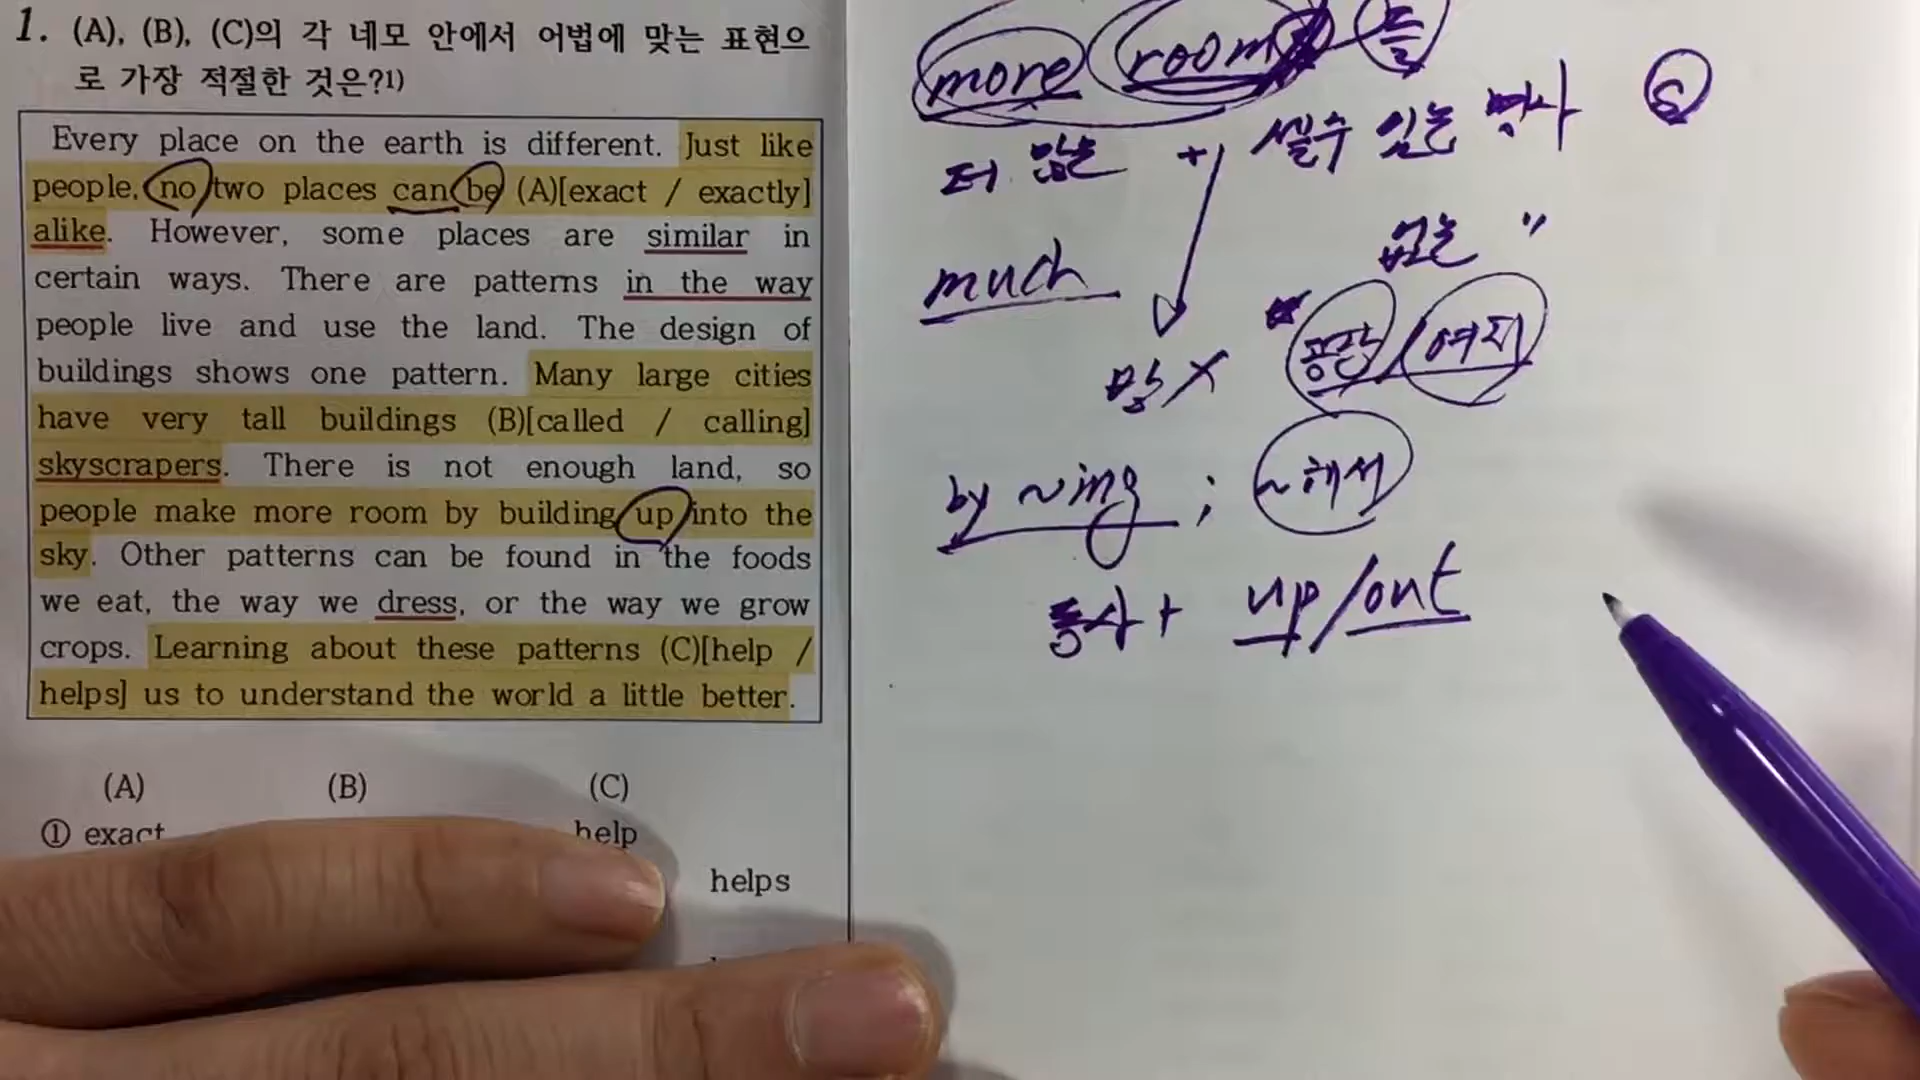 1. (A), (B), (C)의 각 네모 안에서 어법에 맞는 표현으
로 가장 적절한 것은?1)
Every place on the earth is different. Just like
people, no two places can be (A)[exact / exactly]
alike. However, some places are similar in
certain ways. There are patterns in the way
people live and use the land. The design of
buildings shows one pattern. Many large cities
have very tall buildings (B)[called / calling]
skyscrapers. There is not enough land, so
people make more room by building up into the
sky. Other patterns can be found in the foods
we eat, the way we dress, or the way we grow
crops. Learning about these patterns (C)[help /
helps] us to understand the world a little better.
(A) (B) (C)
① exact help
helps
more room 들
더 많은 + 셀수 있는 명사 ⓢ
없는 〃
much
방 X 공간/여지
by ~ing ; ~해서
동사 + up/out